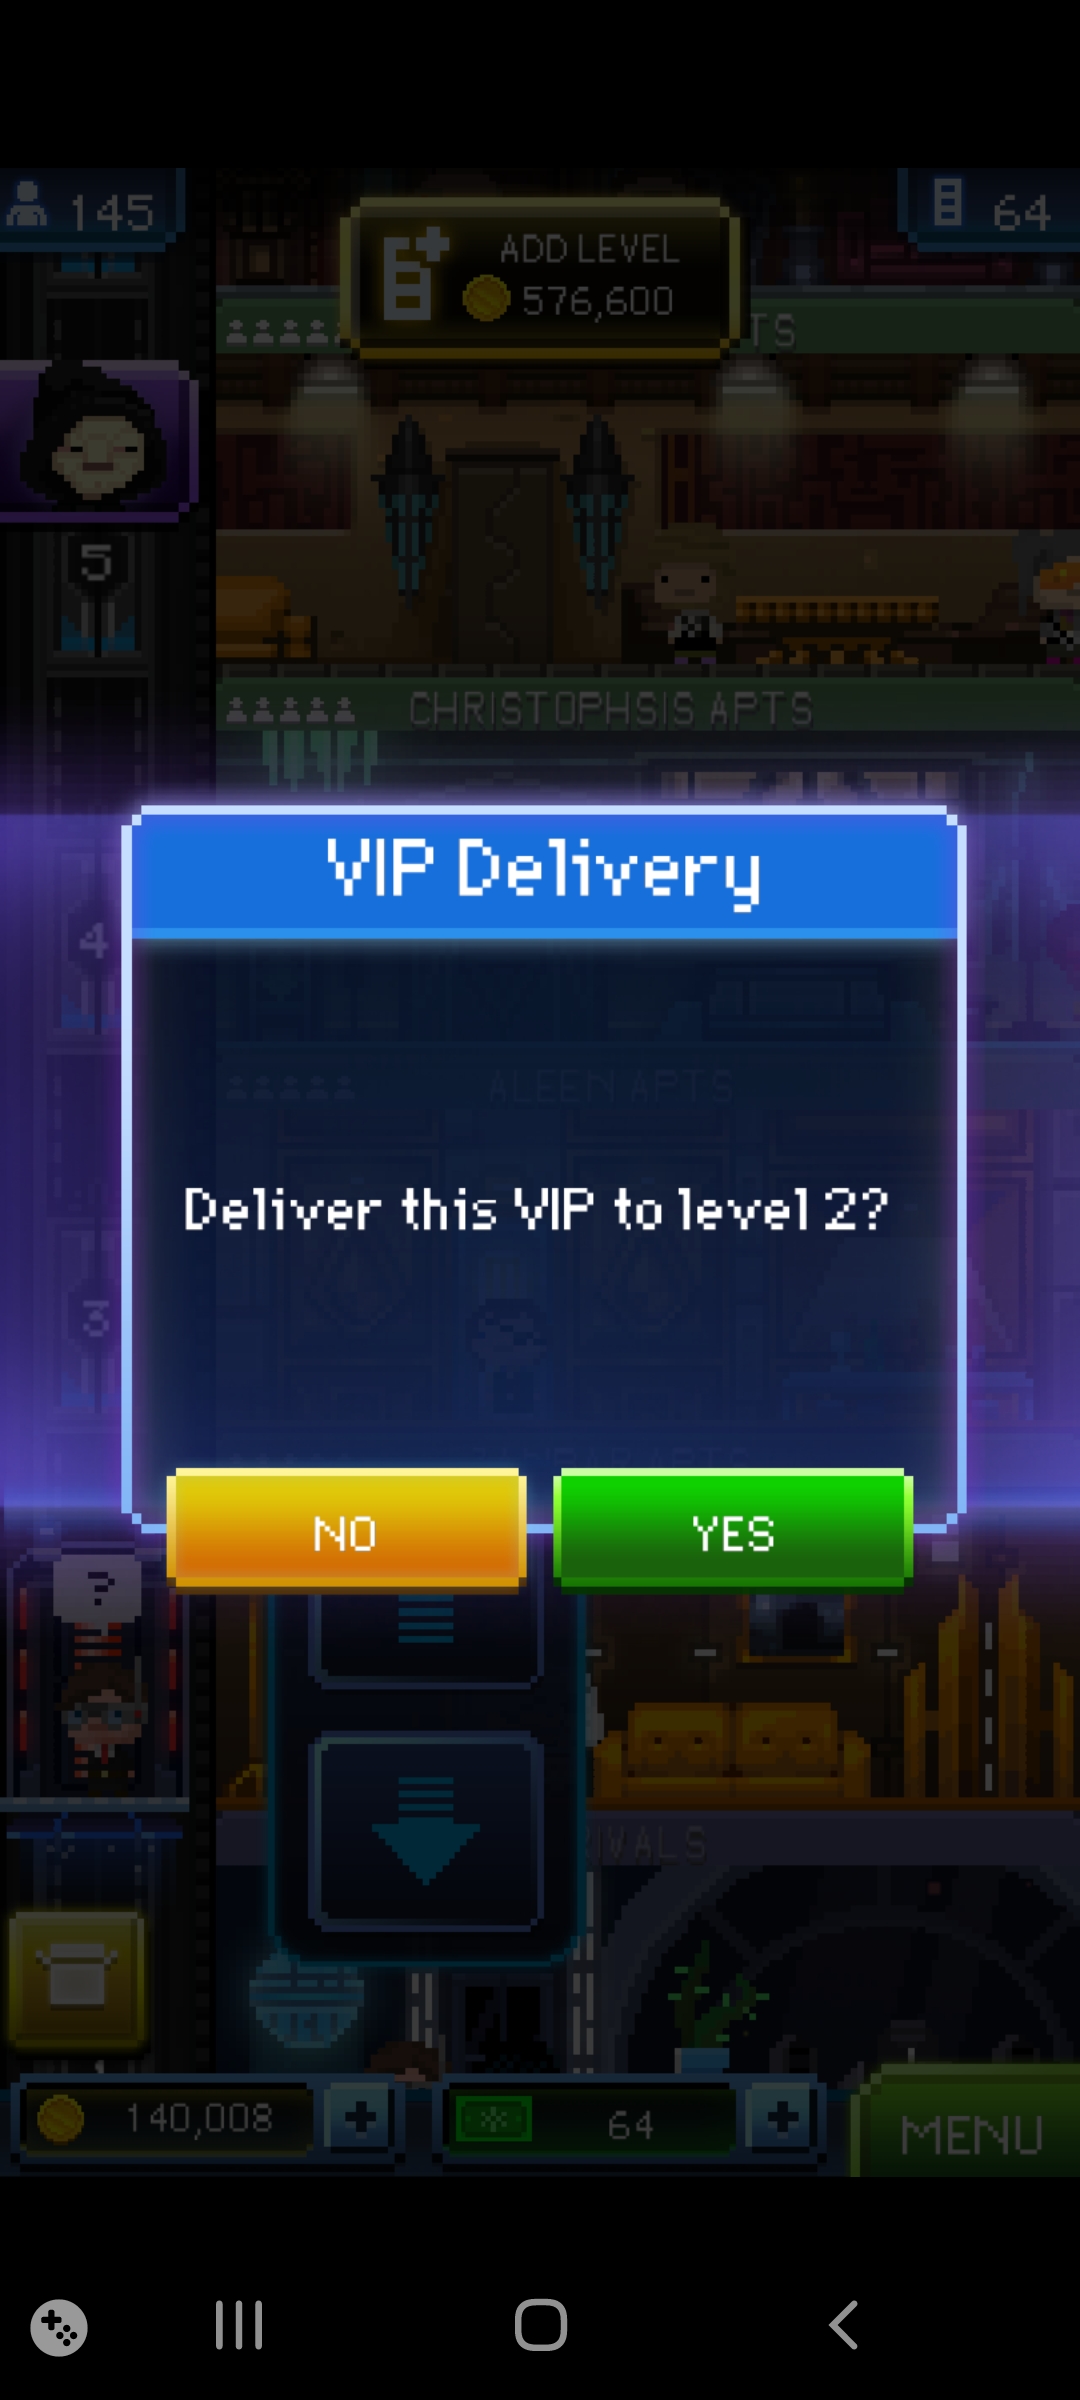 145
ADD LEVEL
576,600
64
TS
5
CHRISTOPHSIS APTS
VIP Delivery
4
ALEEN APTS
Deliver this VIP to level 2?
3
NO
YES
?
140,008
64
MENU